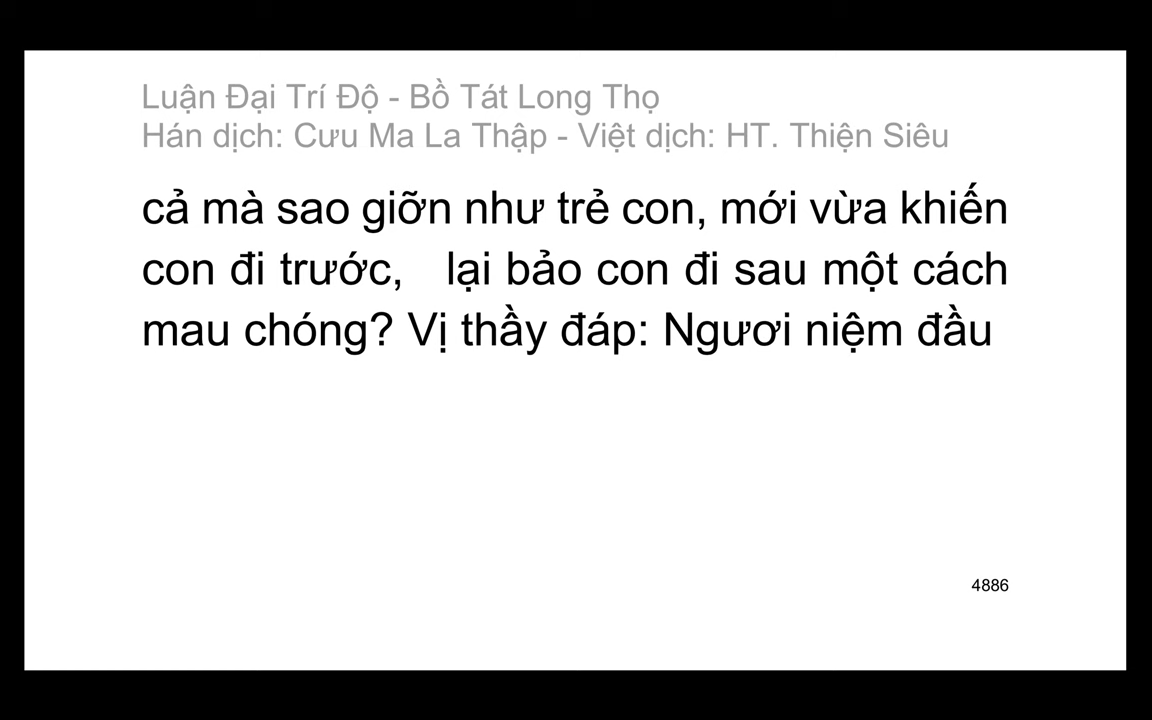 Luận Đại Trí Độ - Bồ Tát Long Thọ
Hán dịch: Cưu Ma La Thập - Việt dịch: HT. Thiện Siêu
cả mà sao giỡn như trẻ con, mới vừa khiến
con đi trước, lại bảo con đi sau một cách
mau chóng? Vị thầy đáp: Ngươi niệm đầu
4886